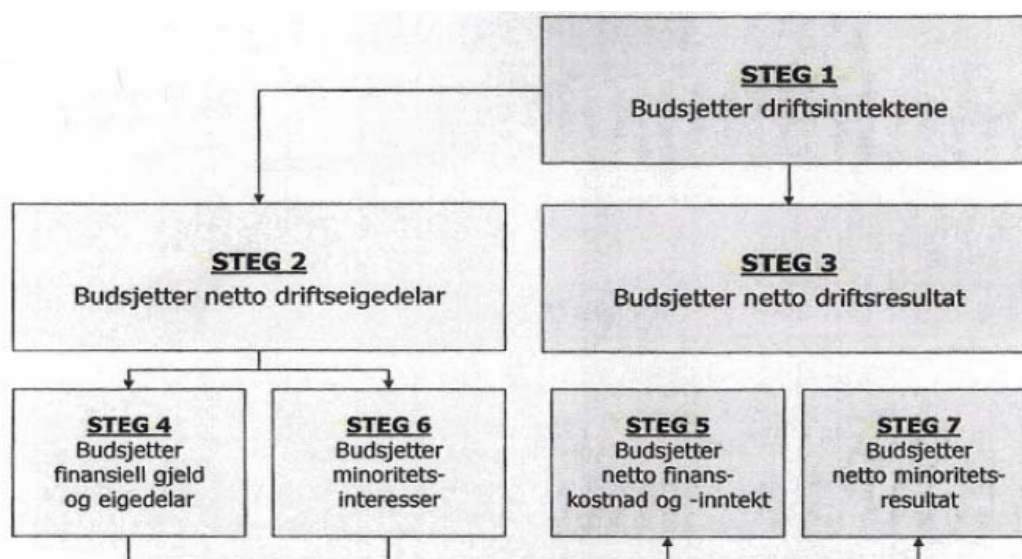 STEG 1
Budsjetter driftsinntektene
STEG 2
Budsjetter netto driftseigedelar
STEG 3
Budsjetter netto driftsresultat
STEG 4
Budsjetter
finansiell gjeld
og eigedelar
STEG 6
Budsjetter
minoritets-
interesser
STEG 5
Budsjetter
netto finans-
kostnad og -inntekt
STEG 7
Budsjetter
netto minoritets-
resultat